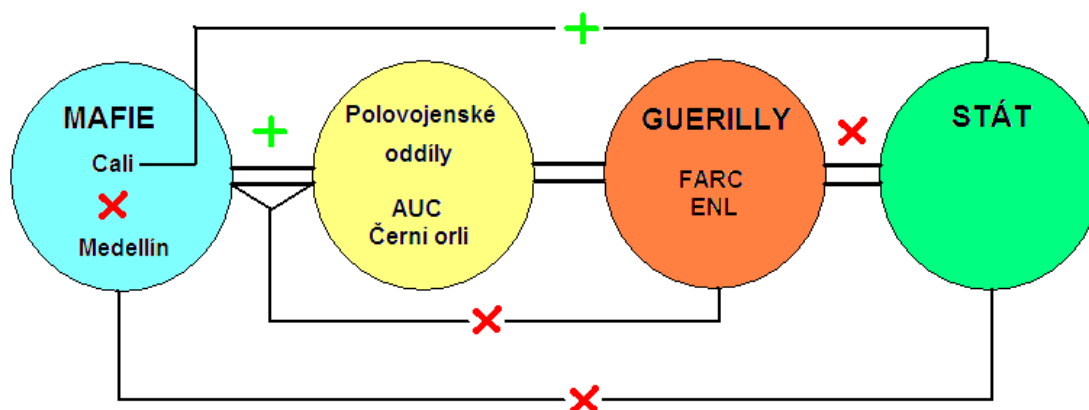 MAFIE
Cali
Medellín
Polovojenské
oddíly
AUC
Černí orli
GUERILLY
FARC
ENL
STÁT